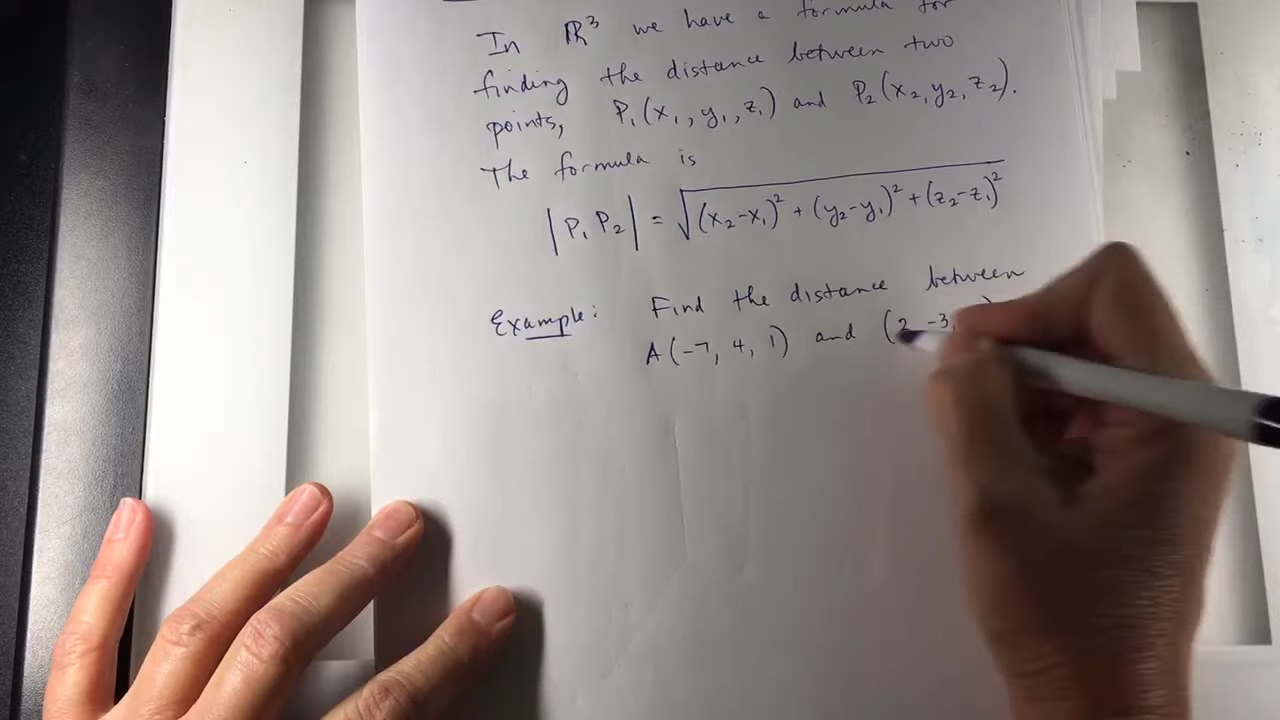 In ℝ³ we have a formula for
finding the distance between two
points, P₁(x₁, y₁, z₁) and P₂(x₂, y₂, z₂).
The formula is
|P₁P₂| = √((x₂-x₁)² + (y₂-y₁)² + (z₂-z₁)²)
Example: Find the distance between
A(-7, 4, 1) and (2, -3,